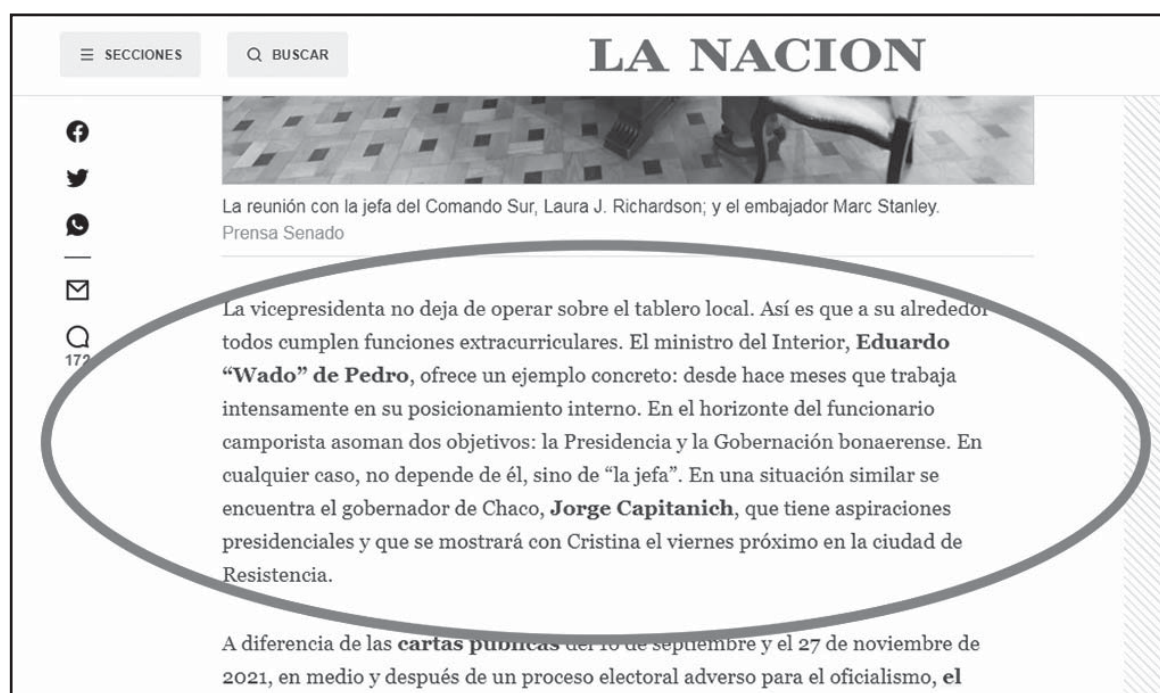 SECCIONES
BUSCAR
LA NACION
La reunión con la jefa del Comando Sur, Laura J. Richardson; y el embajador Marc Stanley.
Prensa Senado
172
La vicepresidenta no deja de operar sobre el tablero local. Así es que a su alrededor
todos cumplen funciones extracurriculares. El ministro del Interior, Eduardo
“Wado” de Pedro, ofrece un ejemplo concreto: desde hace meses que trabaja
intensamente en su posicionamiento interno. En el horizonte del funcionario
camporista asoman dos objetivos: la Presidencia y la Gobernación bonaerense. En
cualquier caso, no depende de él, sino de “la jefa”. En una situación similar se
encuentra el gobernador de Chaco, Jorge Capitanich, que tiene aspiraciones
presidenciales y que se mostrará con Cristina el viernes próximo en la ciudad de
Resistencia.
A diferencia de las cartas públicas del 16 de septiembre y el 27 de noviembre de
2021, en medio y después de un proceso electoral adverso para el oficialismo, el